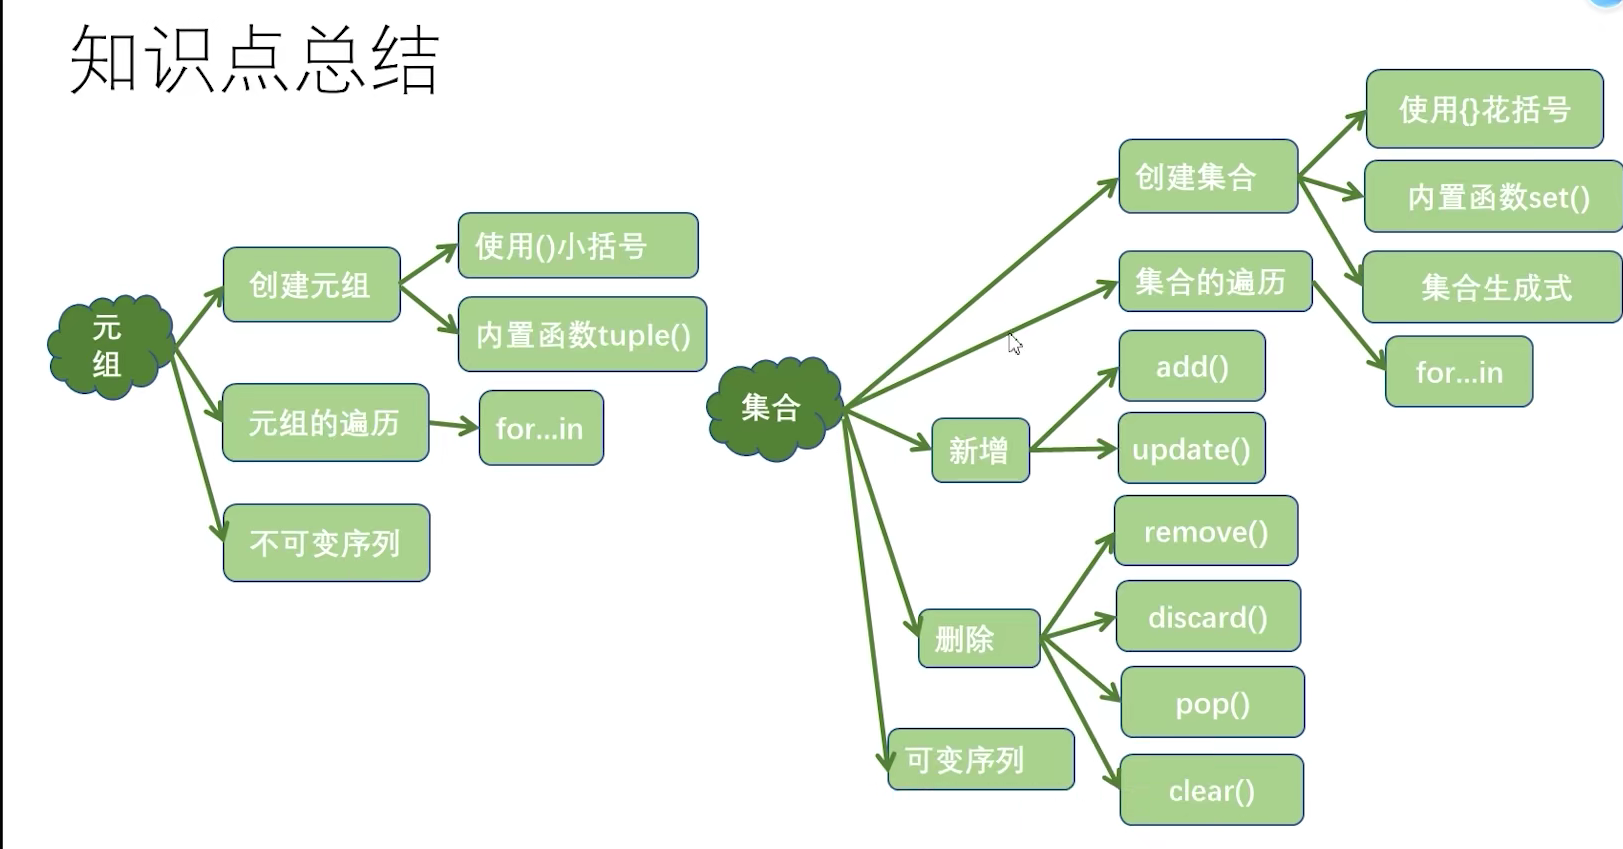 知识点总结
元
组
创建元组
使用()小括号
内置函数tuple()
元组的遍历
for...in
不可变序列
集合
创建集合
使用{}花括号
内置函数set()
集合生成式
集合的遍历
for...in
新增
add()
update()
删除
remove()
discard()
pop()
clear()
可变序列